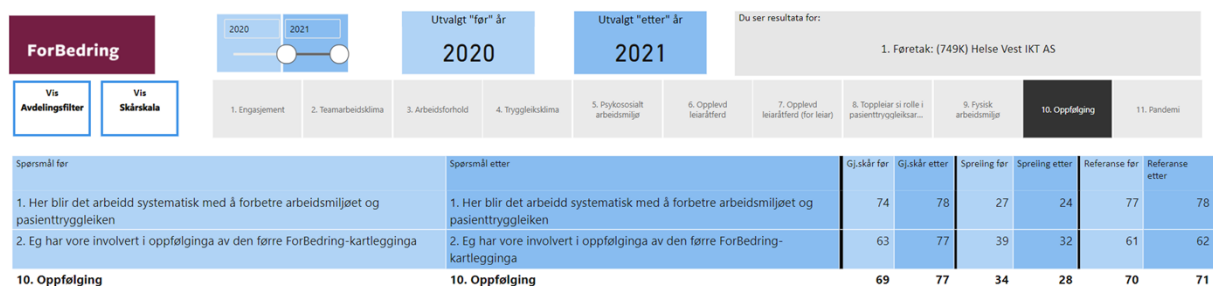 ForBedring
2020
2021
Utvalgt "før" år
2020
Utvalgt "etter" år
2021
Du ser resultata for:
1. Føretak: (749K) Helse Vest IKT AS
Vis
Avdelingsfilter
Vis
Skårskala
1. Engasjement
2. Teamarbeidsklima
3. Arbeidsforhold
4. Tryggleiksklima
5. Psykososialt
arbeidsmiljø
6. Opplevd
leiaråtferd
7. Opplevd
leiaråtferd (for leiar)
8. Toppleiar si rolle i
pasienttryggleiksar...
9. Fysisk
arbeidsmiljø
10. Oppfølging
11. Pandemi
Spørsmål før Spørsmål etter Gj.skår før Gj.skår etter Spreiing før Spreiing etter Referanse før Referanse
etter
1. Her blir det arbeidd systematisk med å forbetre arbeidsmiljøet og 1. Her blir det arbeidd systematisk med å forbetre arbeidsmiljøet og 74 78 27 24 77 78
pasienttryggleiken pasienttryggleiken
2. Eg har vore involvert i oppfølginga av den førre ForBedring-kartlegginga 2. Eg har vore involvert i oppfølginga av den førre ForBedring- 63 77 39 32 61 62
kartlegginga
10. Oppfølging 10. Oppfølging 69 77 34 28 70 71